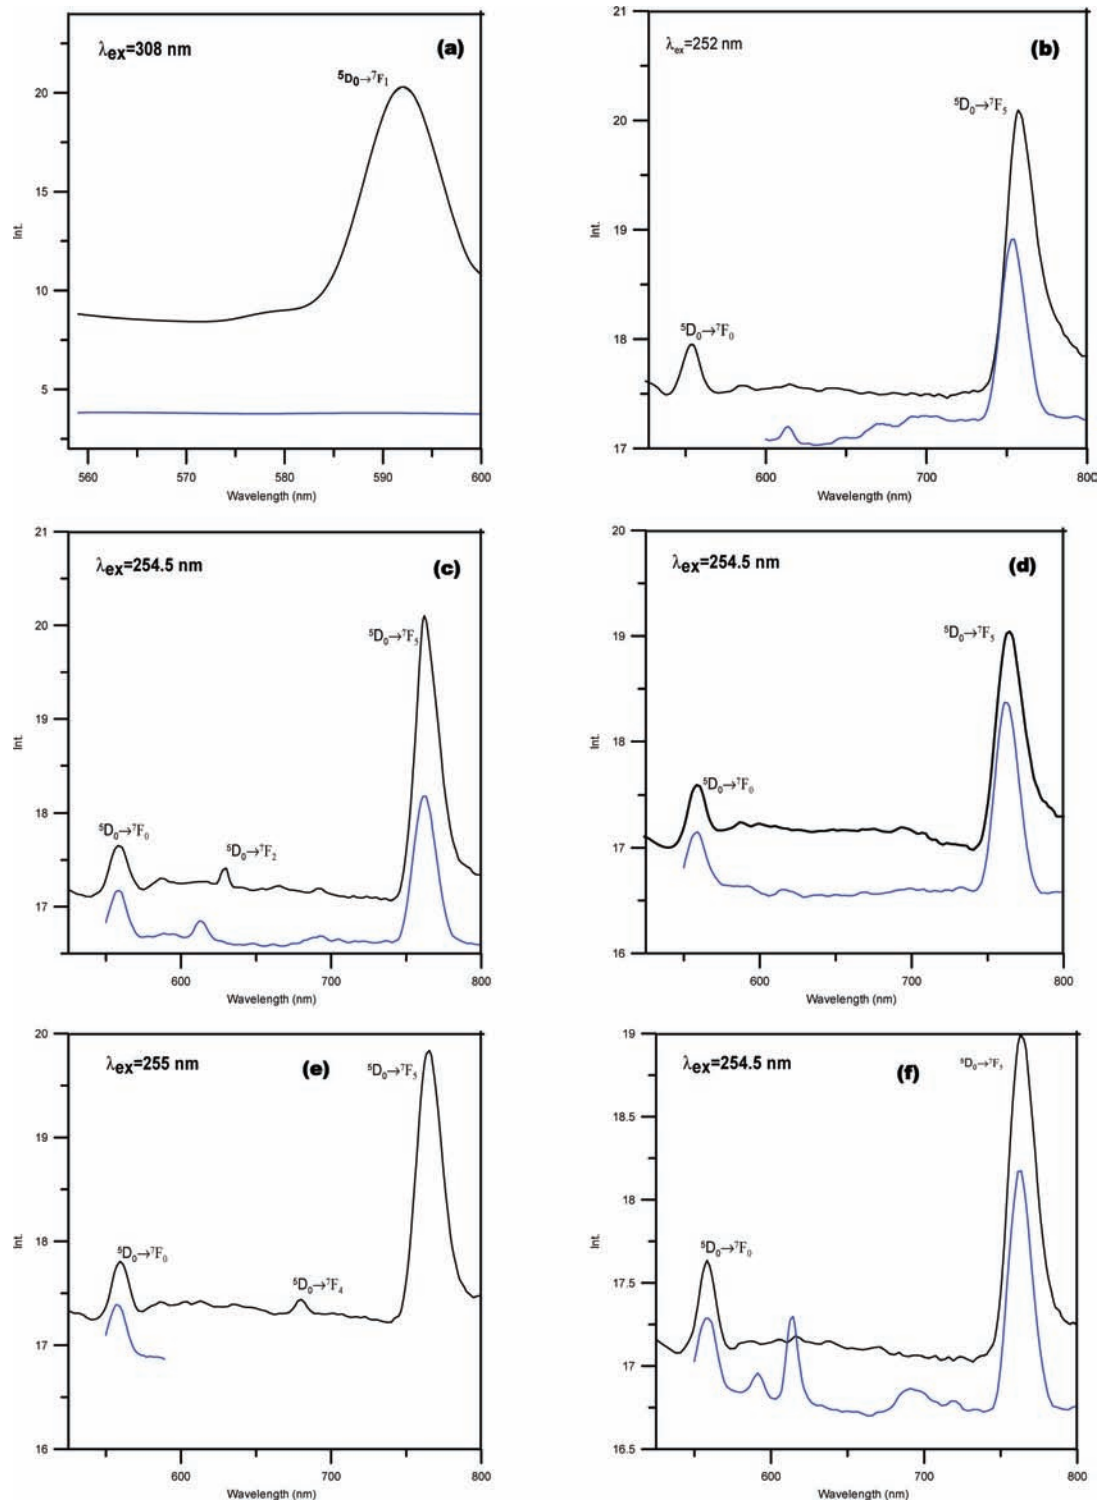 λex=308 nm
(a)
⁵D₀→⁷F₁
20
15
10
5
Int.
560
570
580
590
600
Wavelength (nm)
λex=252 nm
(b)
⁵D₀→⁷F₅
⁵D₀→⁷F₀
21
20
19
18
17
Int.
600
700
800
Wavelength (nm)
λex=254.5 nm
(c)
⁵D₀→⁷F₅
⁵D₀→⁷F₀
⁵D₀→⁷F₂
21
20
19
18
17
Int.
600
700
800
Wavelength (nm)
λex=254.5 nm
(d)
⁵D₀→⁷F₅
⁵D₀→⁷F₀
20
19
18
17
16
Int.
600
700
800
Wavelength (nm)
λex=255 nm
(e)
⁵D₀→⁷F₅
⁵D₀→⁷F₀
⁵D₀→⁷F₄
20
19
18
17
16
Int.
600
700
800
Wavelength (nm)
λex=254.5 nm
(f)
⁵D₀→⁷F₅
⁵D₀→⁷F₀
19
18.5
18
17.5
17
16.5
Int.
600
700
800
Wavelength (nm)